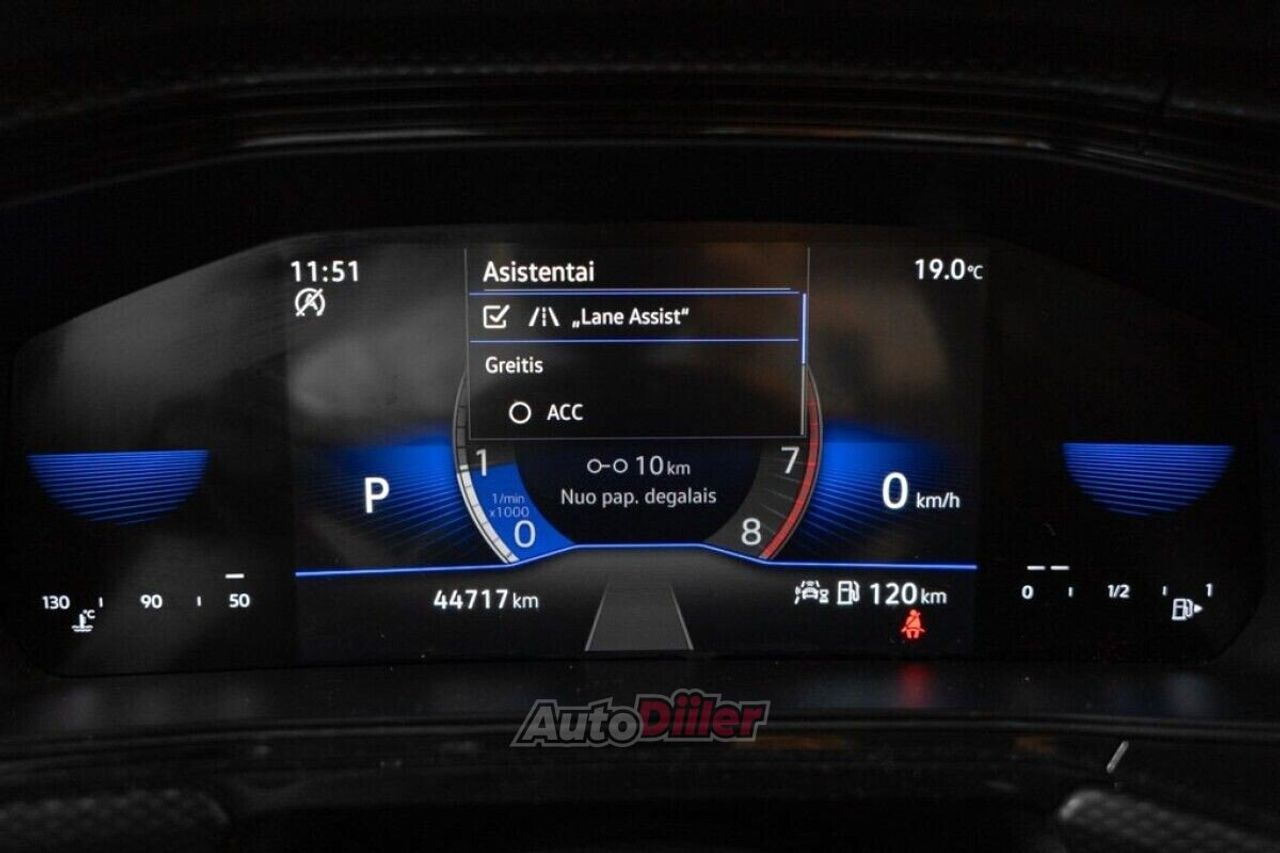 11:51
Asistentai
19.0°C
„Lane Assist“
Greitis
ACC
1
10 km
7
P
1/min
x1000
Nuo pap. degalais
0 km/h
0
8
44717 km
120 km
130
90
50
°C
0
1/2
1
AutoDiiler